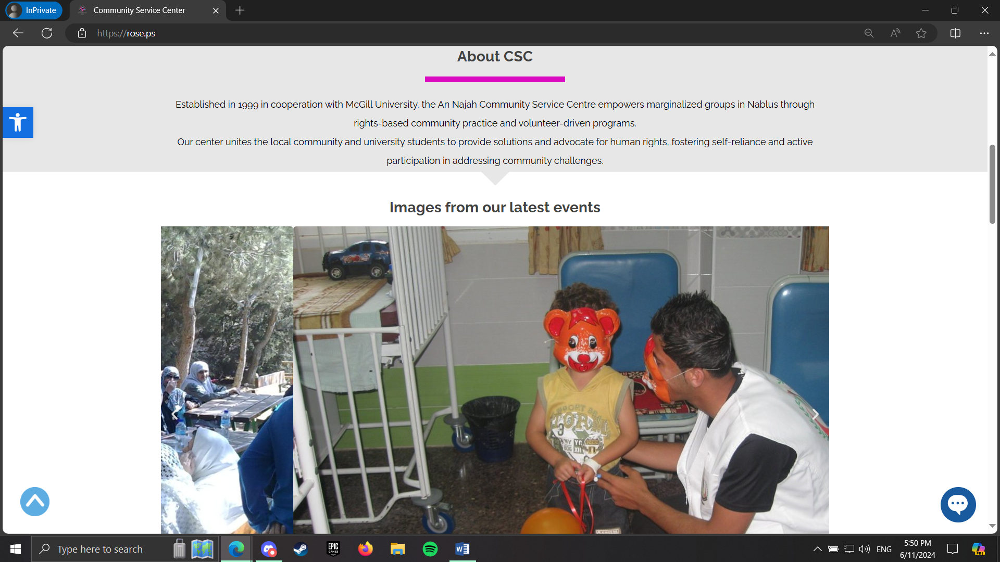 InPrivate
Community Service Center
https://rose.ps
About CSC
Established in 1999 in cooperation with McGill University, the An Najah Community Service Centre empowers marginalized groups in Nablus through
rights-based community practice and volunteer-driven programs.
Our center unites the local community and university students to provide solutions and advocate for human rights, fostering self-reliance and active
participation in addressing community challenges.
Images from our latest events
Type here to search
EPIC
GAMES
ENG
5:50 PM
6/11/2024
PRE